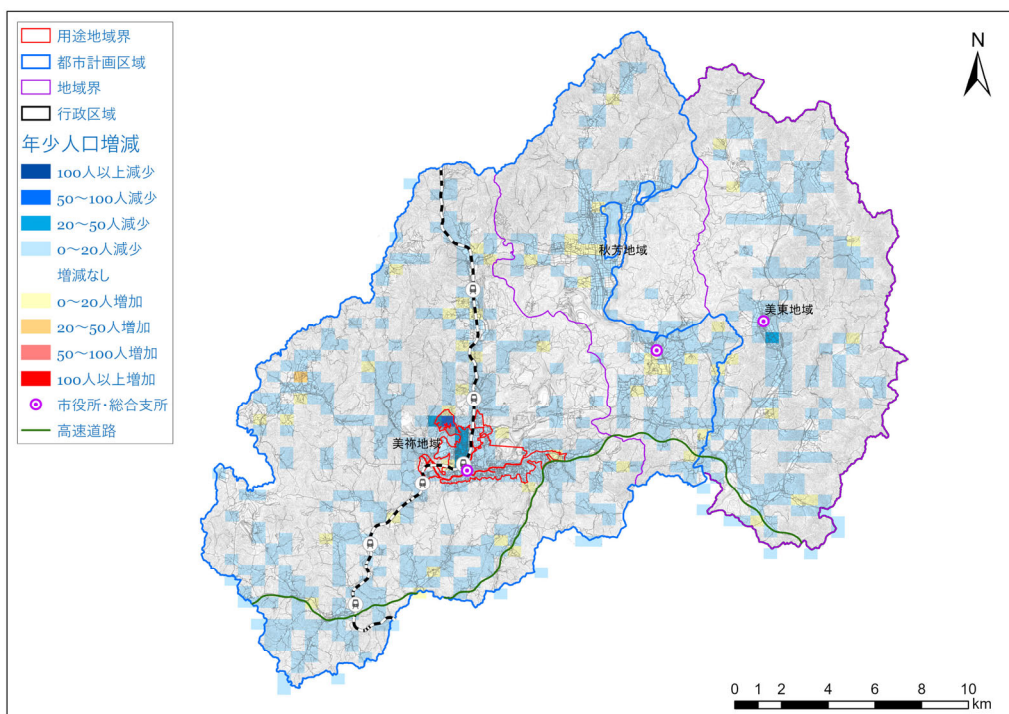 用途地域界
都市計画区域
地域界
行政区域
年少人口増減
100人以上減少
50～100人減少
20～50人減少
0～20人減少
増減なし
0～20人増加
20～50人増加
50～100人増加
100人以上増加
市役所・総合支所
高速道路
N
秋芳地域
美東地域
美祢地域
0 1 2 4 6 8 10
km